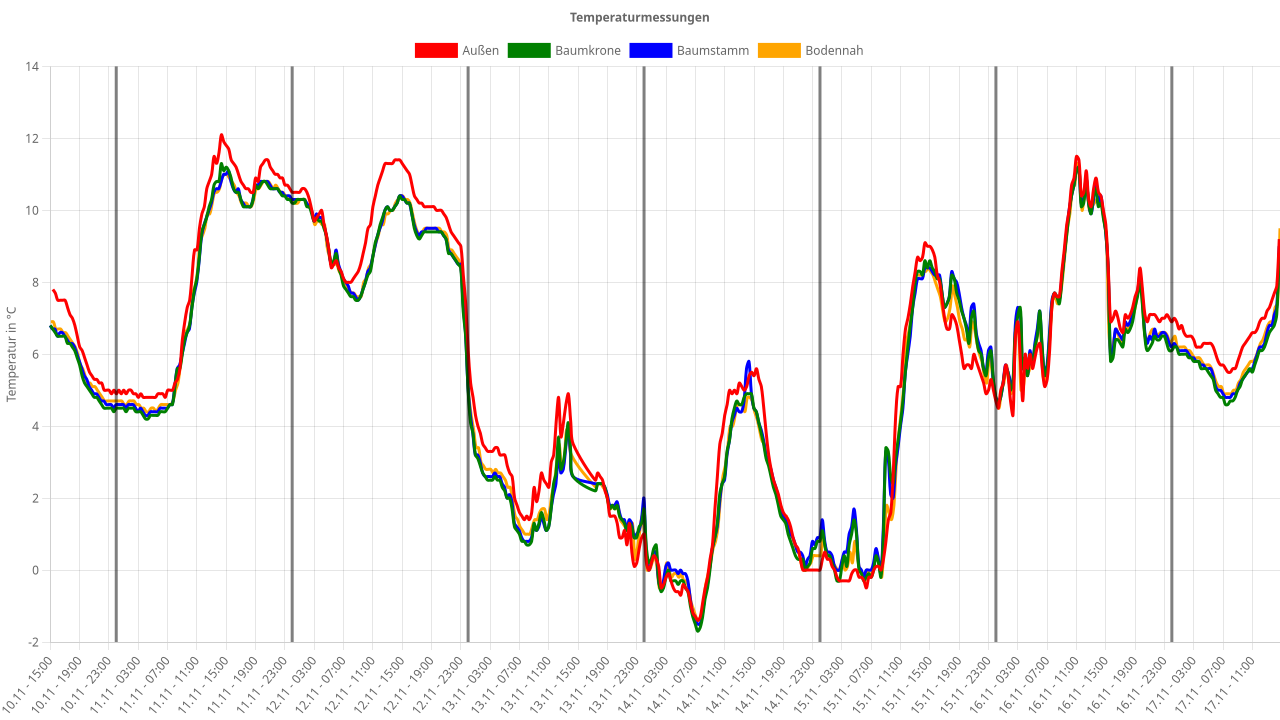 Temperaturmessungen
Außen Baumkrone Baumstamm Bodennah
Temperatur in °C
14
12
10
8
6
4
2
0
-2
10.11 - 15:00
10.11 - 19:00
10.11 - 23:00
11.11 - 03:00
11.11 - 07:00
11.11 - 11:00
11.11 - 15:00
11.11 - 19:00
11.11 - 23:00
12.11 - 03:00
12.11 - 07:00
12.11 - 11:00
12.11 - 15:00
12.11 - 19:00
12.11 - 23:00
13.11 - 03:00
13.11 - 07:00
13.11 - 11:00
13.11 - 15:00
13.11 - 19:00
13.11 - 23:00
14.11 - 03:00
14.11 - 07:00
14.11 - 11:00
14.11 - 15:00
14.11 - 19:00
14.11 - 23:00
15.11 - 03:00
15.11 - 07:00
15.11 - 11:00
15.11 - 15:00
15.11 - 19:00
15.11 - 23:00
16.11 - 03:00
16.11 - 07:00
16.11 - 11:00
16.11 - 15:00
16.11 - 19:00
16.11 - 23:00
17.11 - 03:00
17.11 - 07:00
17.11 - 11:00